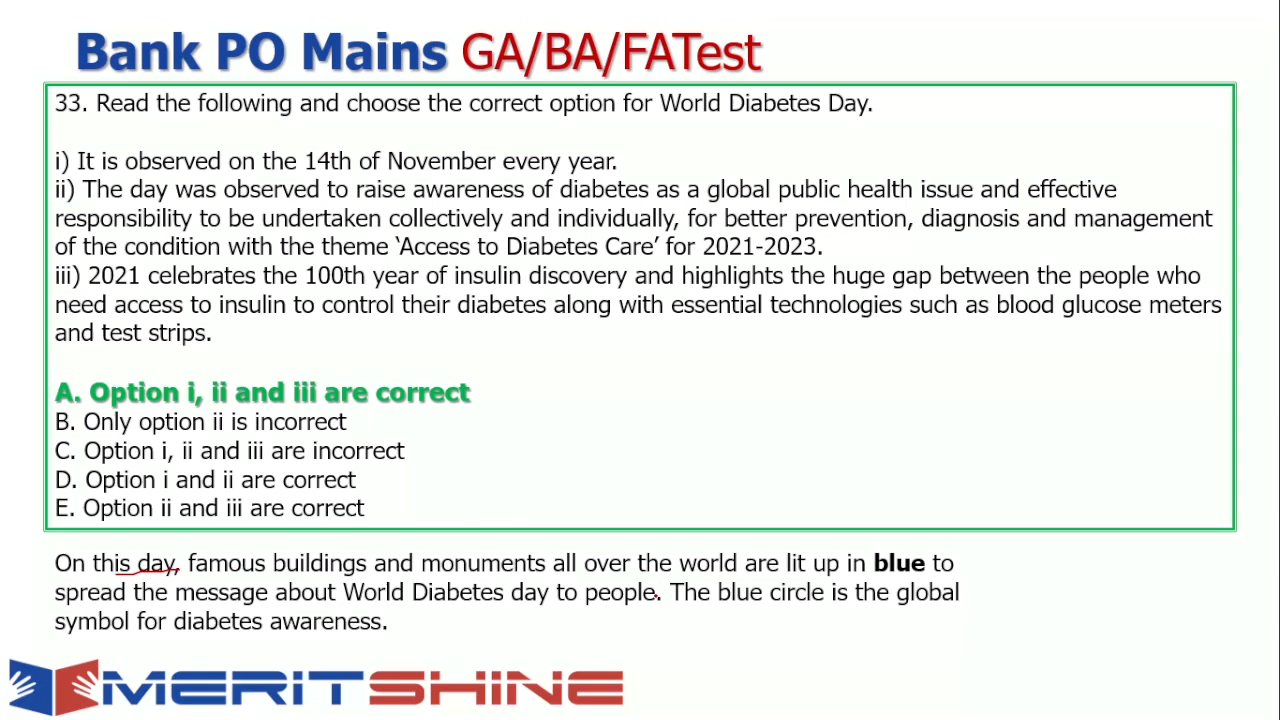 Bank PO Mains GA/BA/FATest
33. Read the following and choose the correct option for World Diabetes Day.
i) It is observed on the 14th of November every year.
ii) The day was observed to raise awareness of diabetes as a global public health issue and effective
responsibility to be undertaken collectively and individually, for better prevention, diagnosis and management
of the condition with the theme ‘Access to Diabetes Care’ for 2021-2023.
iii) 2021 celebrates the 100th year of insulin discovery and highlights the huge gap between the people who
need access to insulin to control their diabetes along with essential technologies such as blood glucose meters
and test strips.
A. Option i, ii and iii are correct
B. Only option ii is incorrect
C. Option i, ii and iii are incorrect
D. Option i and ii are correct
E. Option ii and iii are correct
On this day, famous buildings and monuments all over the world are lit up in blue to
spread the message about World Diabetes day to people. The blue circle is the global
symbol for diabetes awareness.
MERITSHINE